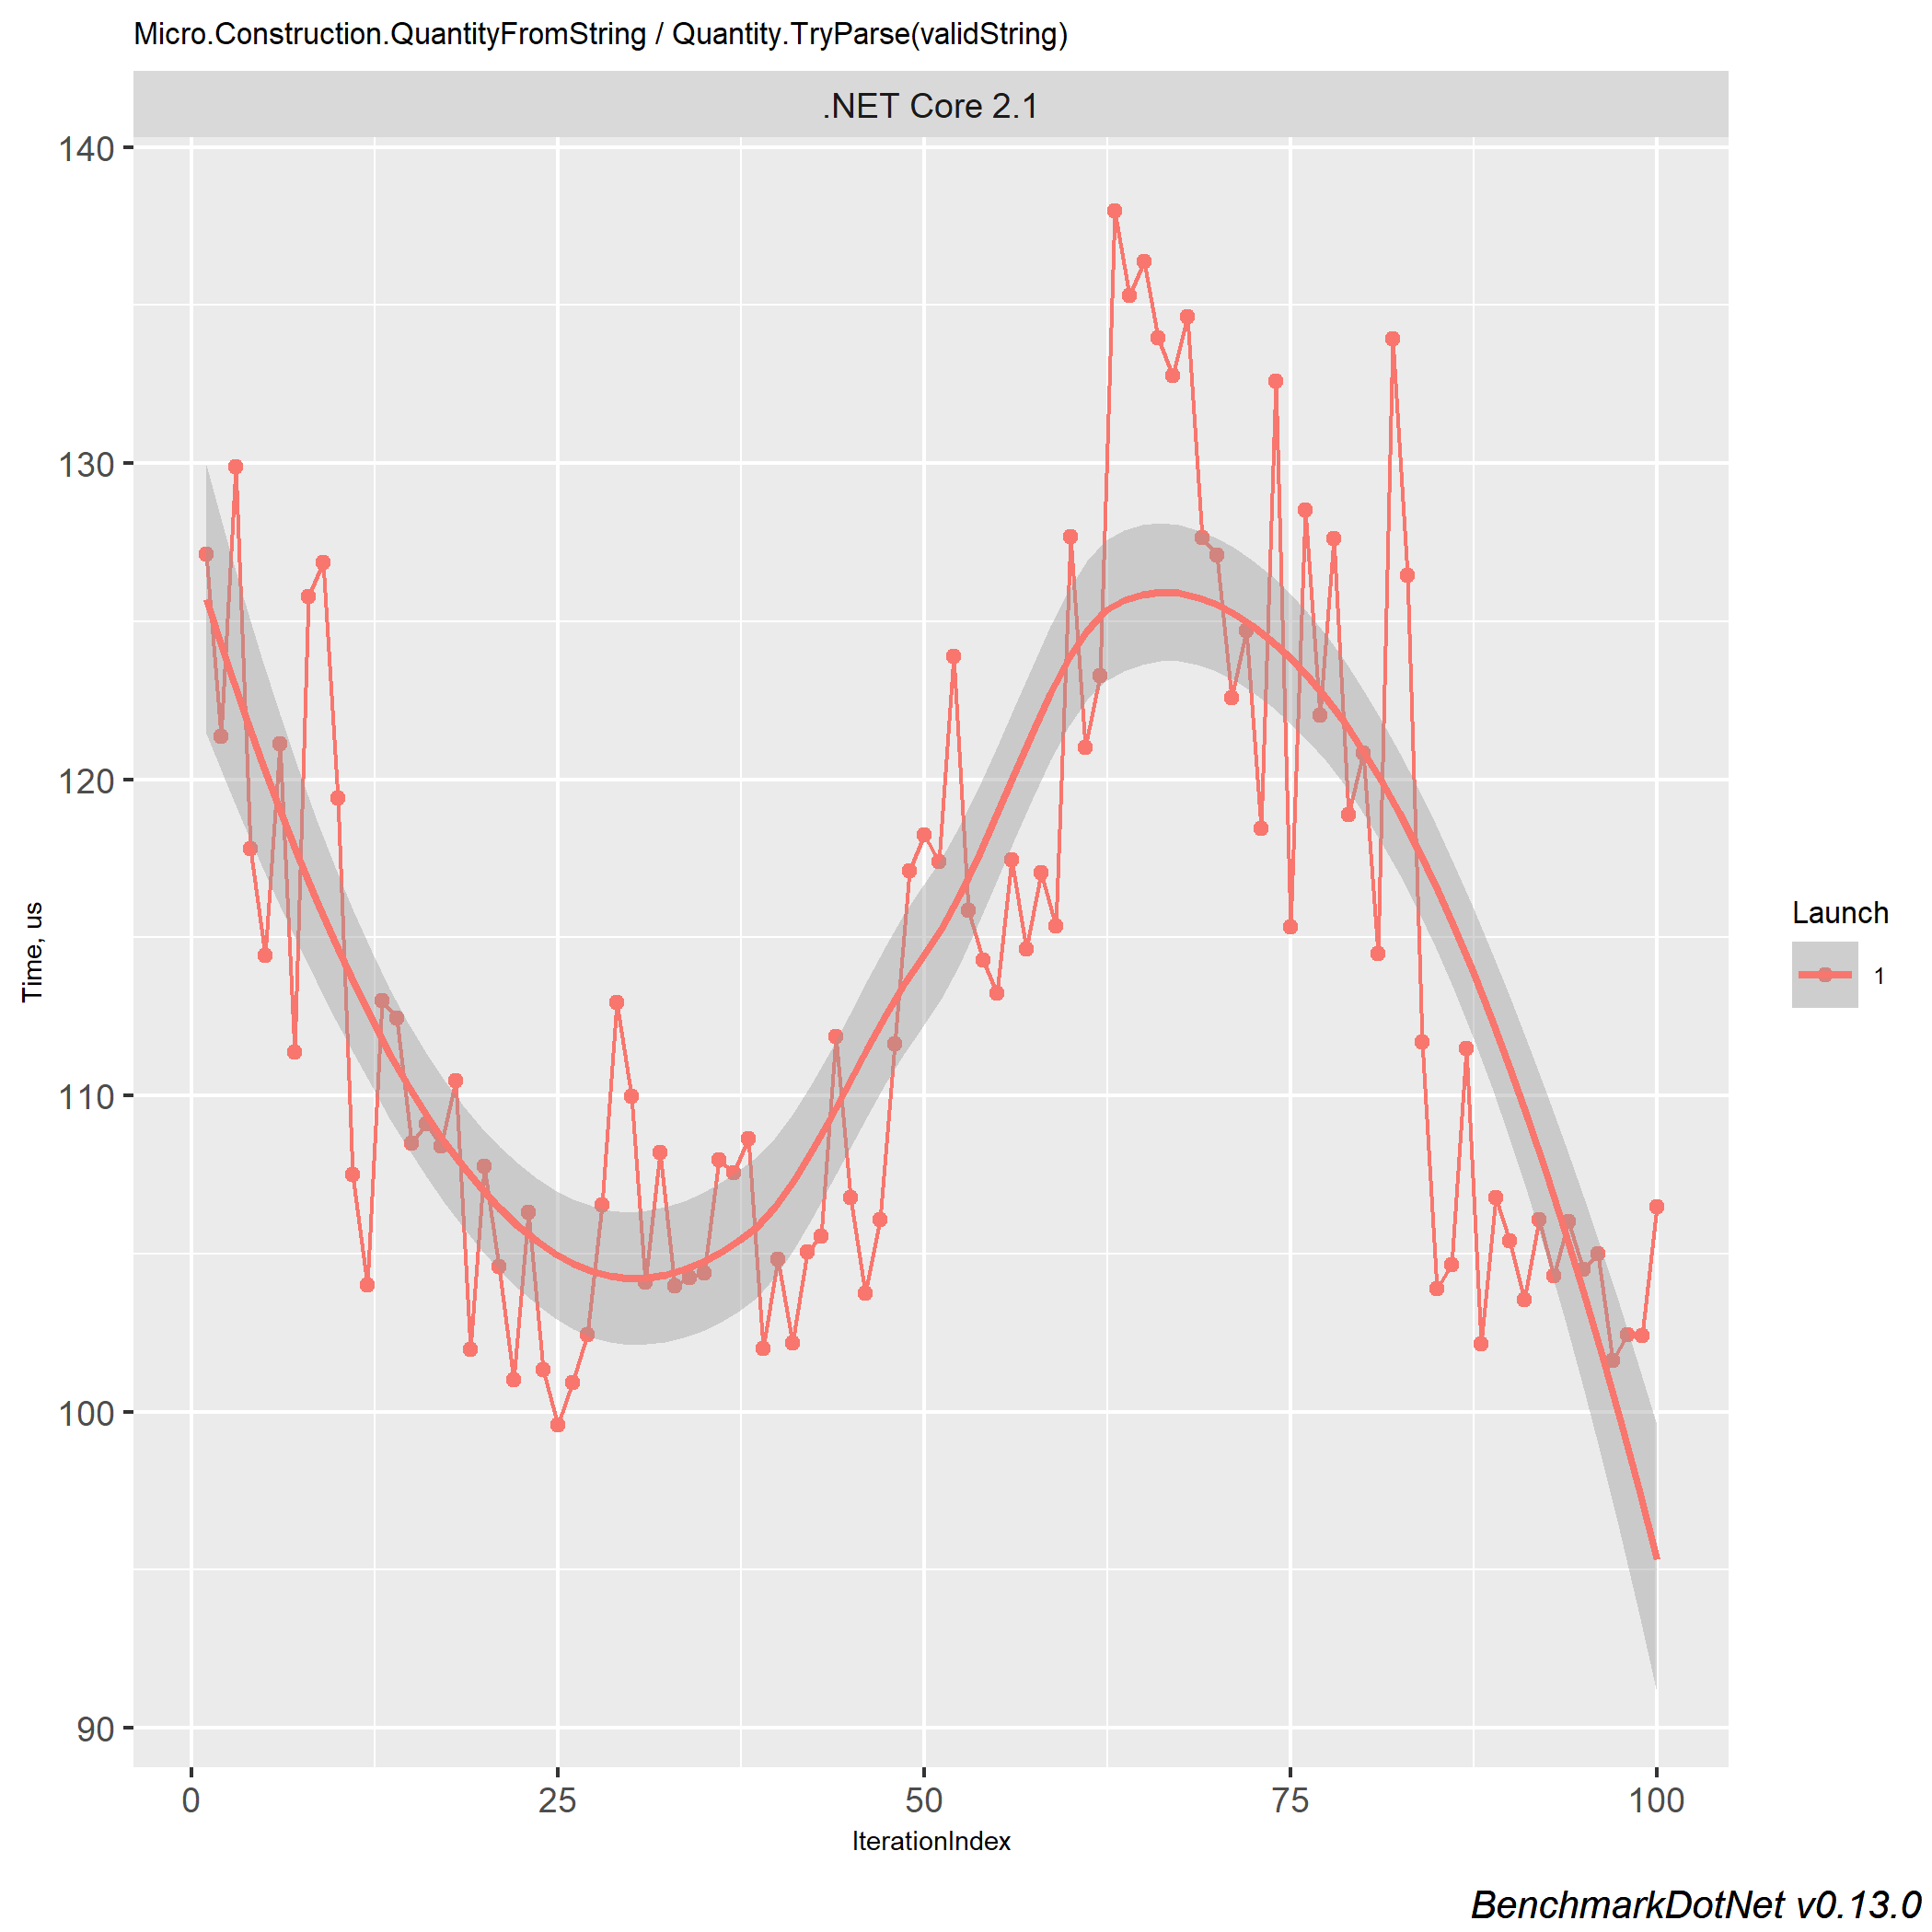 Micro.Construction.QuantityFromString / Quantity.TryParse(validString)
.NET Core 2.1
140
130
120
110
100
90
Time, us
0 25 50 75 100
IterationIndex
Launch
1
BenchmarkDotNet v0.13.0